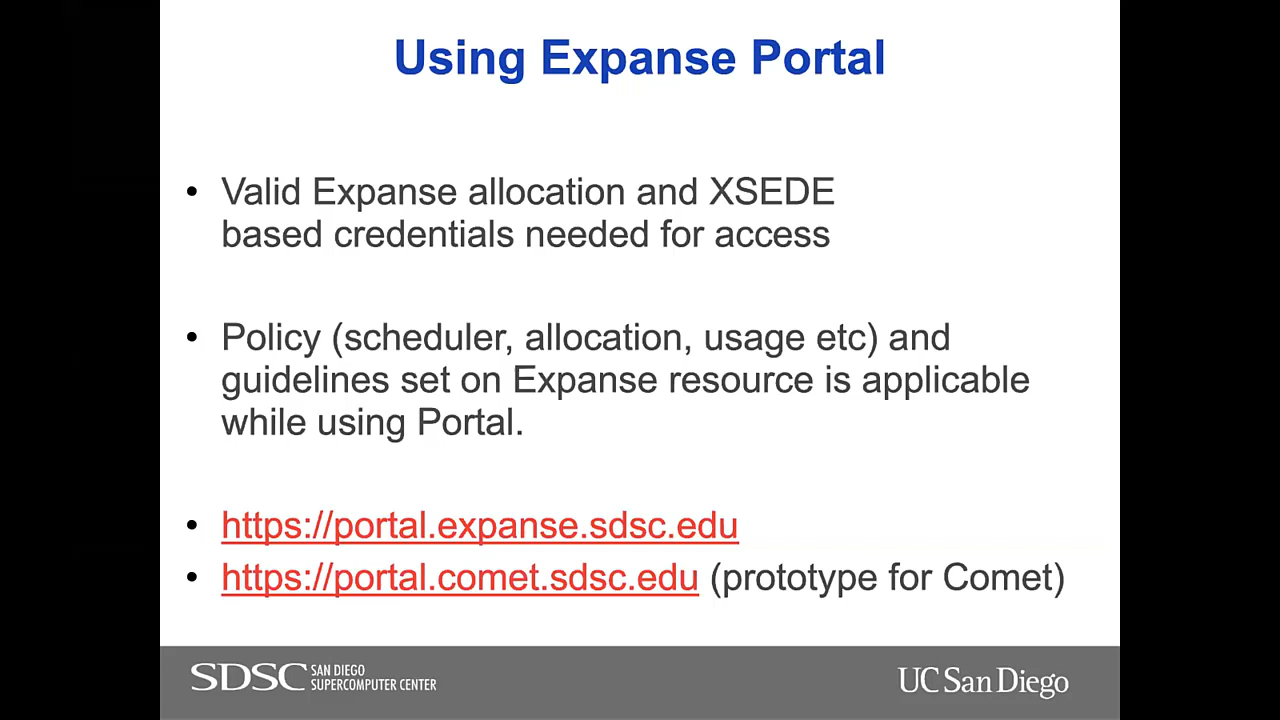 Using Expanse Portal
• Valid Expanse allocation and XSEDE
based credentials needed for access
• Policy (scheduler, allocation, usage etc) and
guidelines set on Expanse resource is applicable
while using Portal.
• https://portal.expanse.sdsc.edu
• https://portal.comet.sdsc.edu (prototype for Comet)
SDSC SAN DIEGO
SUPERCOMPUTER CENTER
UC San Diego